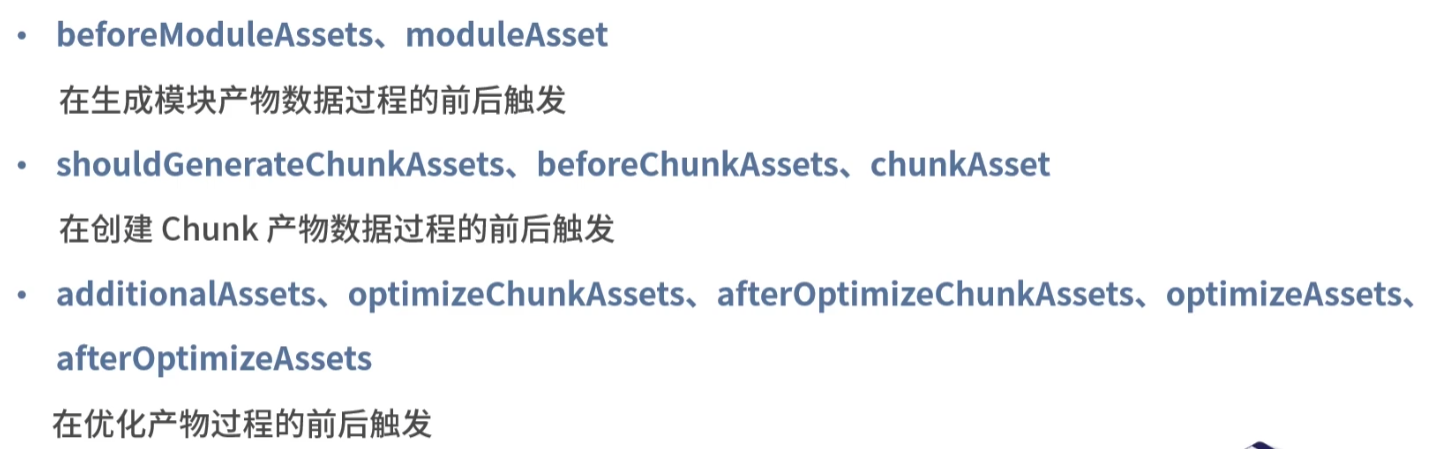 • beforeModuleAssets、moduleAsset
在生成模块产物数据过程的前后触发
• shouldGenerateChunkAssets、beforeChunkAssets、chunkAsset
在创建 Chunk 产物数据过程的前后触发
• additionalAssets、optimizeChunkAssets、afterOptimizeChunkAssets、optimizeAssets、
afterOptimizeAssets
在优化产物过程的前后触发